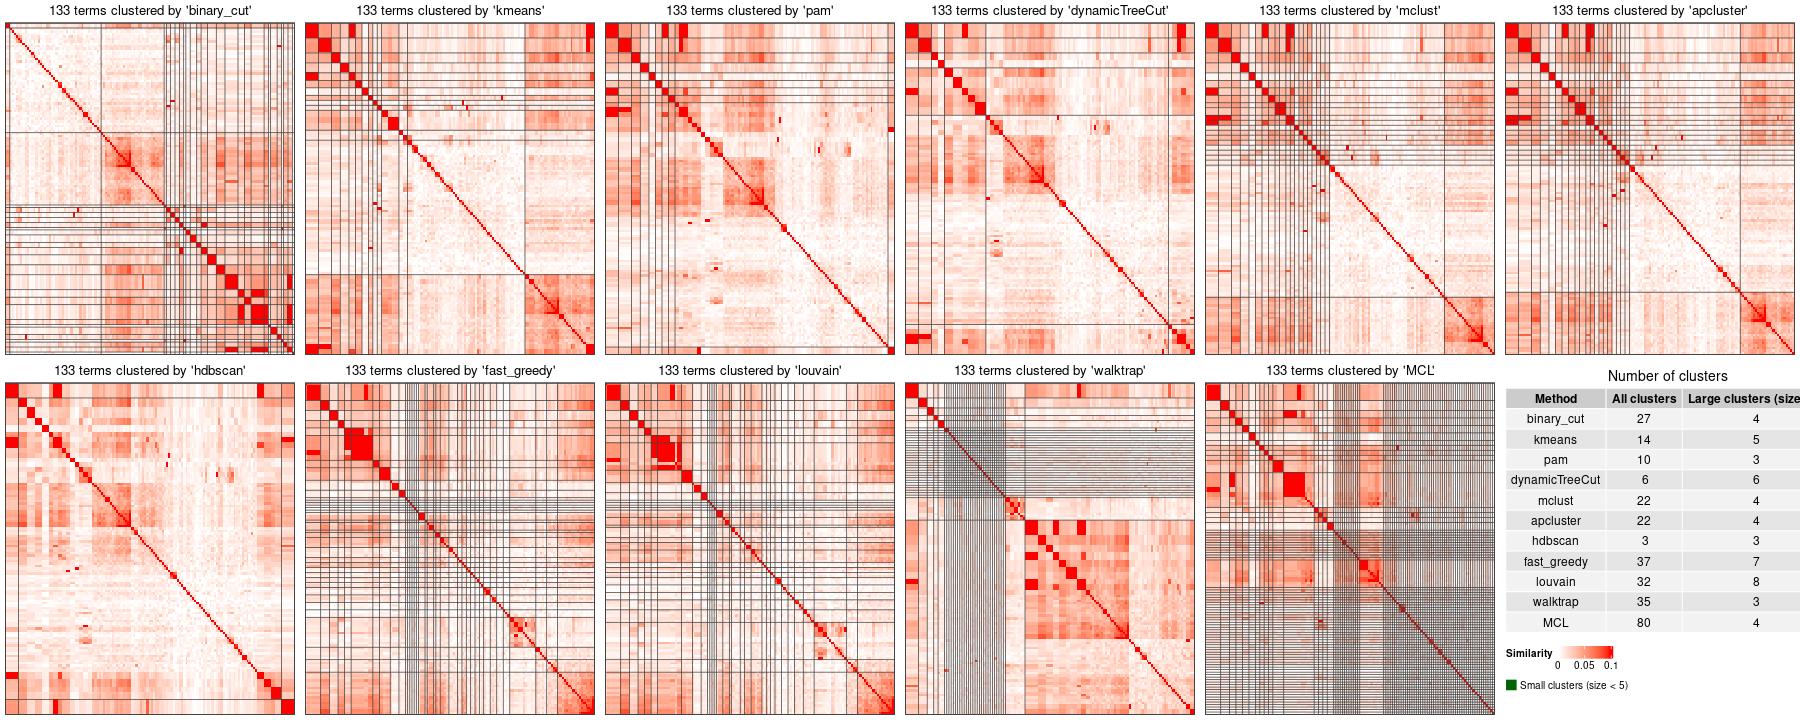 133 terms clustered by 'binary_cut'
133 terms clustered by 'kmeans'
133 terms clustered by 'pam'
133 terms clustered by 'dynamicTreeCut'
133 terms clustered by 'mclust'
133 terms clustered by 'apcluster'
133 terms clustered by 'hdbscan'
133 terms clustered by 'fast_greedy'
133 terms clustered by 'louvain'
133 terms clustered by 'walktrap'
133 terms clustered by 'MCL'
Number of clusters
Method All clusters Large clusters (size
binary_cut 27 4
kmeans 14 5
pam 10 3
dynamicTreeCut 6 6
mclust 22 4
apcluster 22 4
hdbscan 3 3
fast_greedy 37 7
louvain 32 8
walktrap 35 3
MCL 80 4
Similarity
0 0.05 0.1
Small clusters (size < 5)